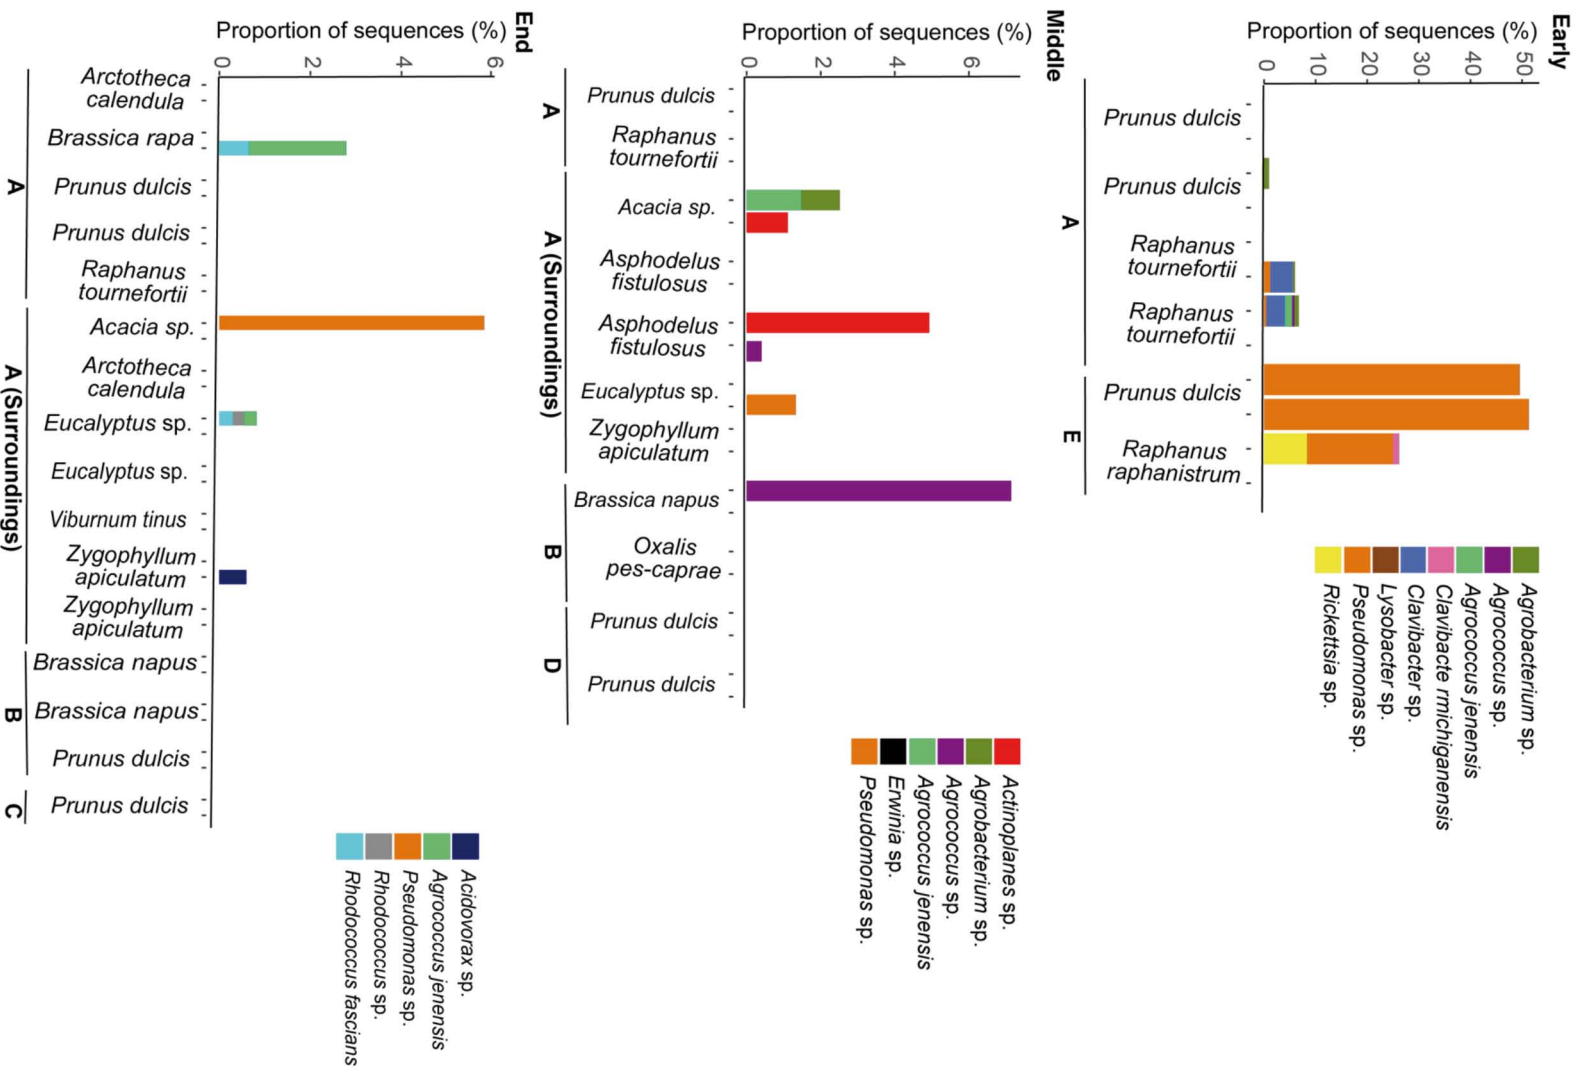 Early
Proportion of sequences (%)
0
10
20
30
40
50
Prunus dulcis
Prunus dulcis
Raphanus
tournefortii
Raphanus
tournefortii
Prunus dulcis
Raphanus
raphanistrum
A
E
Agrobacterium sp.
Agrococcus sp.
Agrococcus jenensis
Clavibacte rmichiganensis
Clavibacter sp.
Lysobacter sp.
Pseudomonas sp.
Rickettsia sp.
Middle
Proportion of sequences (%)
0
2
4
6
Prunus dulcis
Raphanus
tournefortii
Acacia sp.
Asphodelus
fistulosus
Asphodelus
fistulosus
Eucalyptus sp.
Zygophyllum
apiculatum
Brassica napus
Oxalis
pes-caprae
Prunus dulcis
Prunus dulcis
A
A (Surroundings)
B
D
Actinoplanes sp.
Agrobacterium sp.
Agrococcus sp.
Agrococcus jenensis
Erwinia sp.
Pseudomonas sp.
End
Proportion of sequences (%)
0
2
4
6
Arctotheca
calendula
Brassica rapa
Prunus dulcis
Prunus dulcis
Raphanus
tournefortii
Acacia sp.
Arctotheca
calendula
Eucalyptus sp.
Eucalyptus sp.
Viburnum tinus
Zygophyllum
apiculatum
Zygophyllum
apiculatum
Brassica napus
Brassica napus
Prunus dulcis
Prunus dulcis
A
A (Surroundings)
B
C
Acidovorax sp.
Agrococcus jenensis
Pseudomonas sp.
Rhodococcus sp.
Rhodococcus fascians